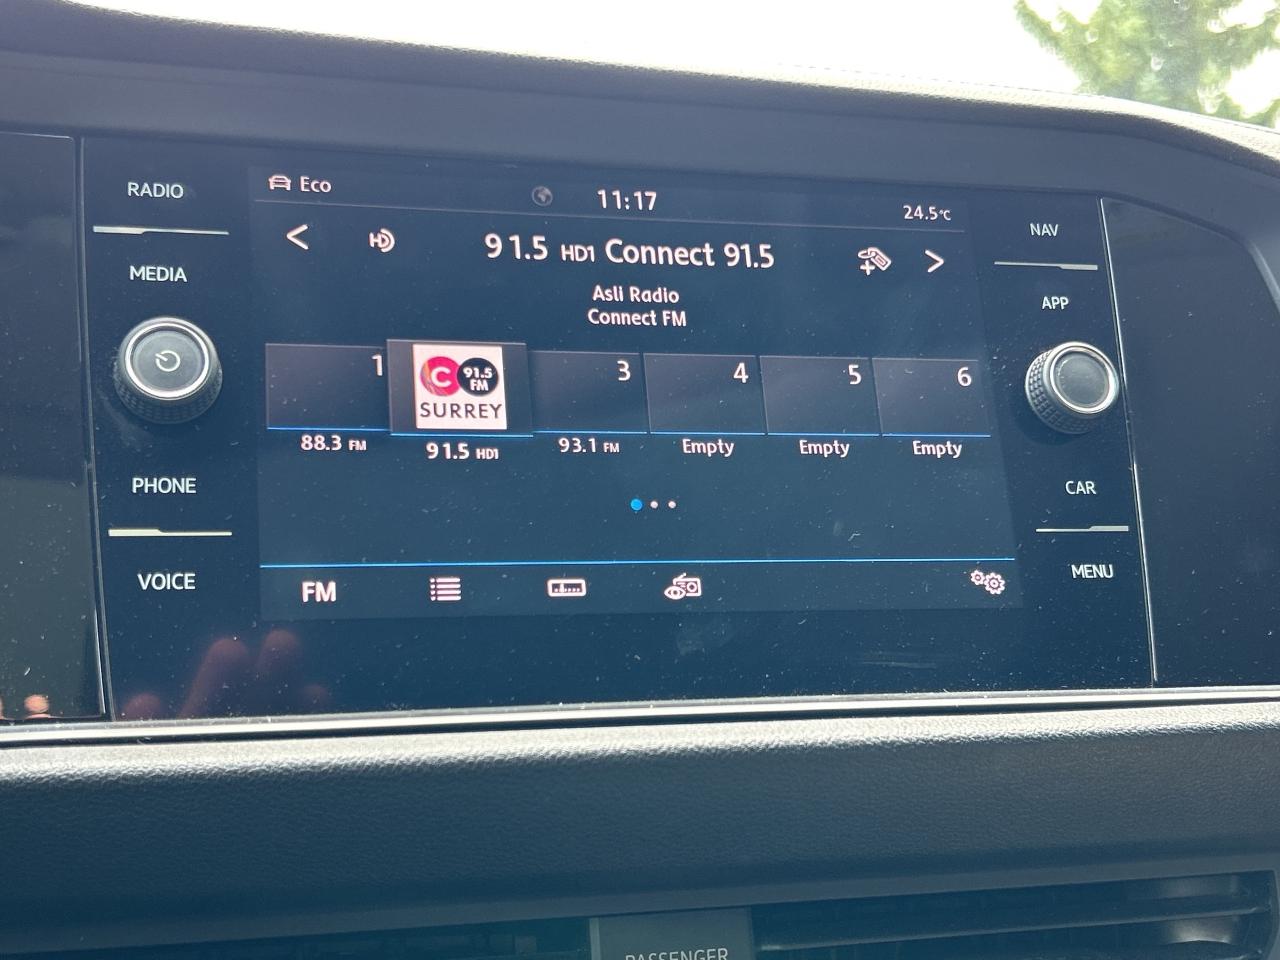 RADIO
MEDIA
PHONE
VOICE
Eco
11:17
24.5°C
91.5 HD1 Connect 91.5
Asli Radio
Connect FM
1
C 91.5 FM
SURREY
3
4
5
6
88.3 FM
91.5 HD1
93.1 FM
Empty
Empty
Empty
FM
NAV
APP
CAR
MENU
PASSENGER